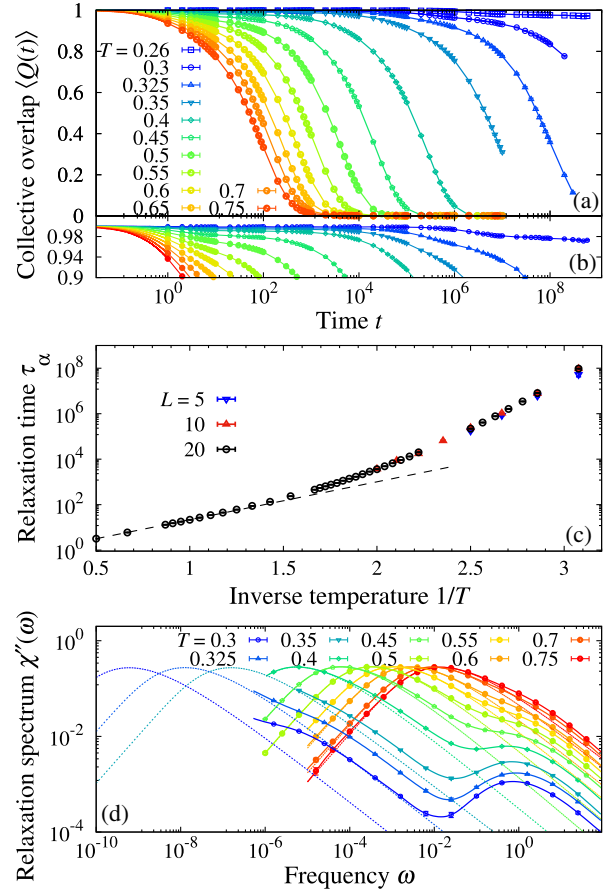 1
0.8
0.6
0.4
0.2
0
Collective overlap ⟨Q(t)⟩
T = 0.26
0.3
0.325
0.35
0.4
0.45
0.5
0.55
0.6 0.7
0.65 0.75
(a)
0.98
0.94
0.9
(b)
10^0 10^2 10^4 10^6 10^8
Time t
Relaxation time τ_α
10^8
10^6
10^4
10^2
10^0
L = 5
10
20
(c)
0.5 1 1.5 2 2.5 3
Inverse temperature 1/T
Relaxation spectrum χ″(ω)
10^0
10^-2
10^-4
T = 0.3 0.35 0.45 0.55 0.7
0.325 0.4 0.5 0.6 0.75
(d)
10^-10 10^-8 10^-6 10^-4 10^-2 10^0
Frequency ω